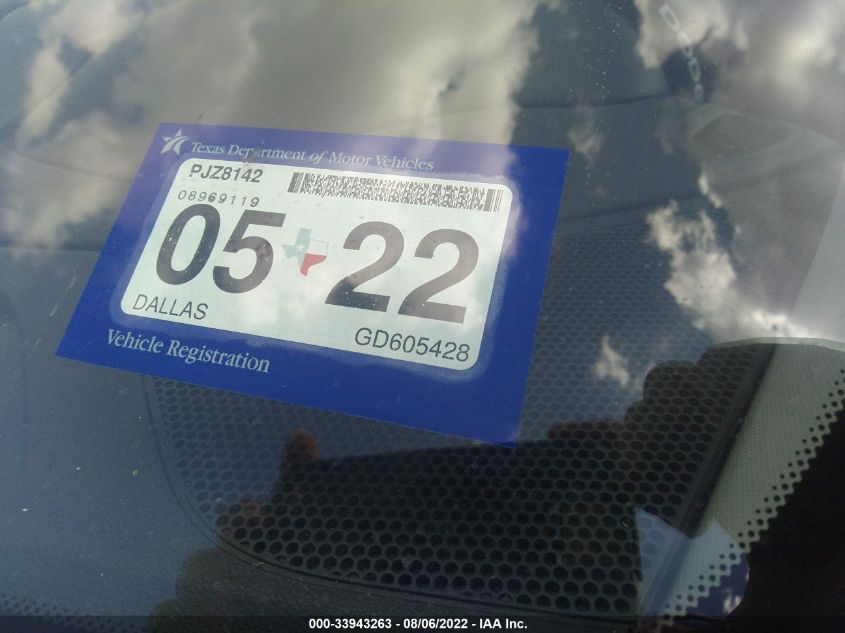 Texas Department of Motor Vehicles
PJZ8142
08969119
05 22
DALLAS
GD605428
Vehicle Registration
000-33943263 - 08/06/2022 - IAA Inc.